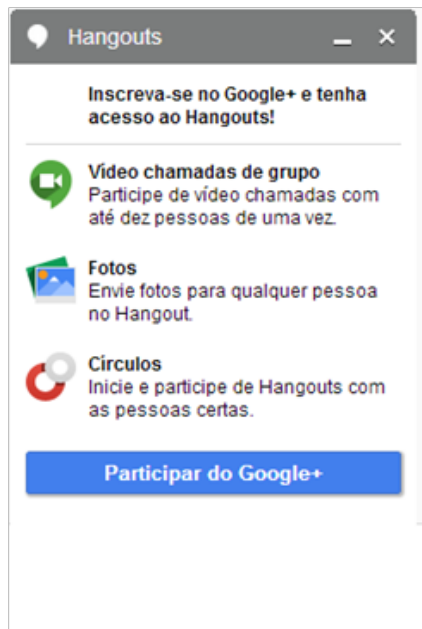 Hangouts
Inscreva-se no Google+ e tenha
acesso ao Hangouts!
Vídeo chamadas de grupo
Participe de vídeo chamadas com
até dez pessoas de uma vez.
Fotos
Envie fotos para qualquer pessoa
no Hangout.
Círculos
Inicie e participe de Hangouts com
as pessoas certas.
Participar do Google+